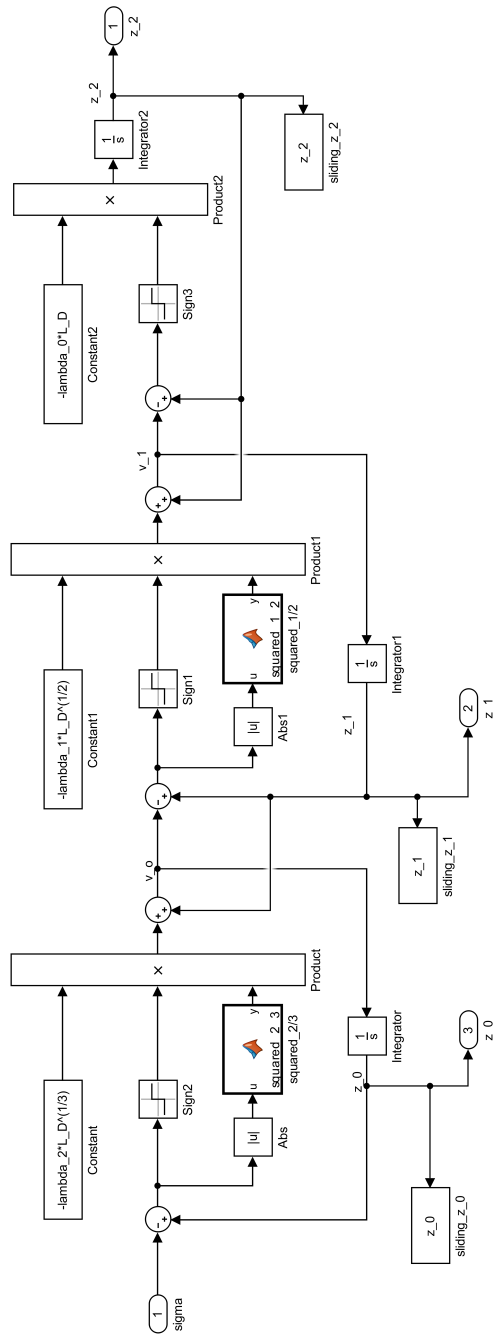 1
sigma
- +
-lambda_2*L_D^(1/3)
Constant
Sign2
|u|
Abs
u
y
squared_2_3
squared_2/3
×
Product
+ +
v_o
1
s
Integrator
z_0
z_0
sliding_z_0
3
z_0
- +
-lambda_1*L_D^(1/2)
Constant1
Sign1
|u|
Abs1
u
y
squared_1_2
squared_1/2
×
Product1
+ +
v_1
1
s
Integrator1
z_1
z_1
sliding_z_1
2
z_1
- +
-lambda_0*L_D
Constant2
Sign3
×
Product2
1
s
Integrator2
z_2
1
z_2
z_2
sliding_z_2